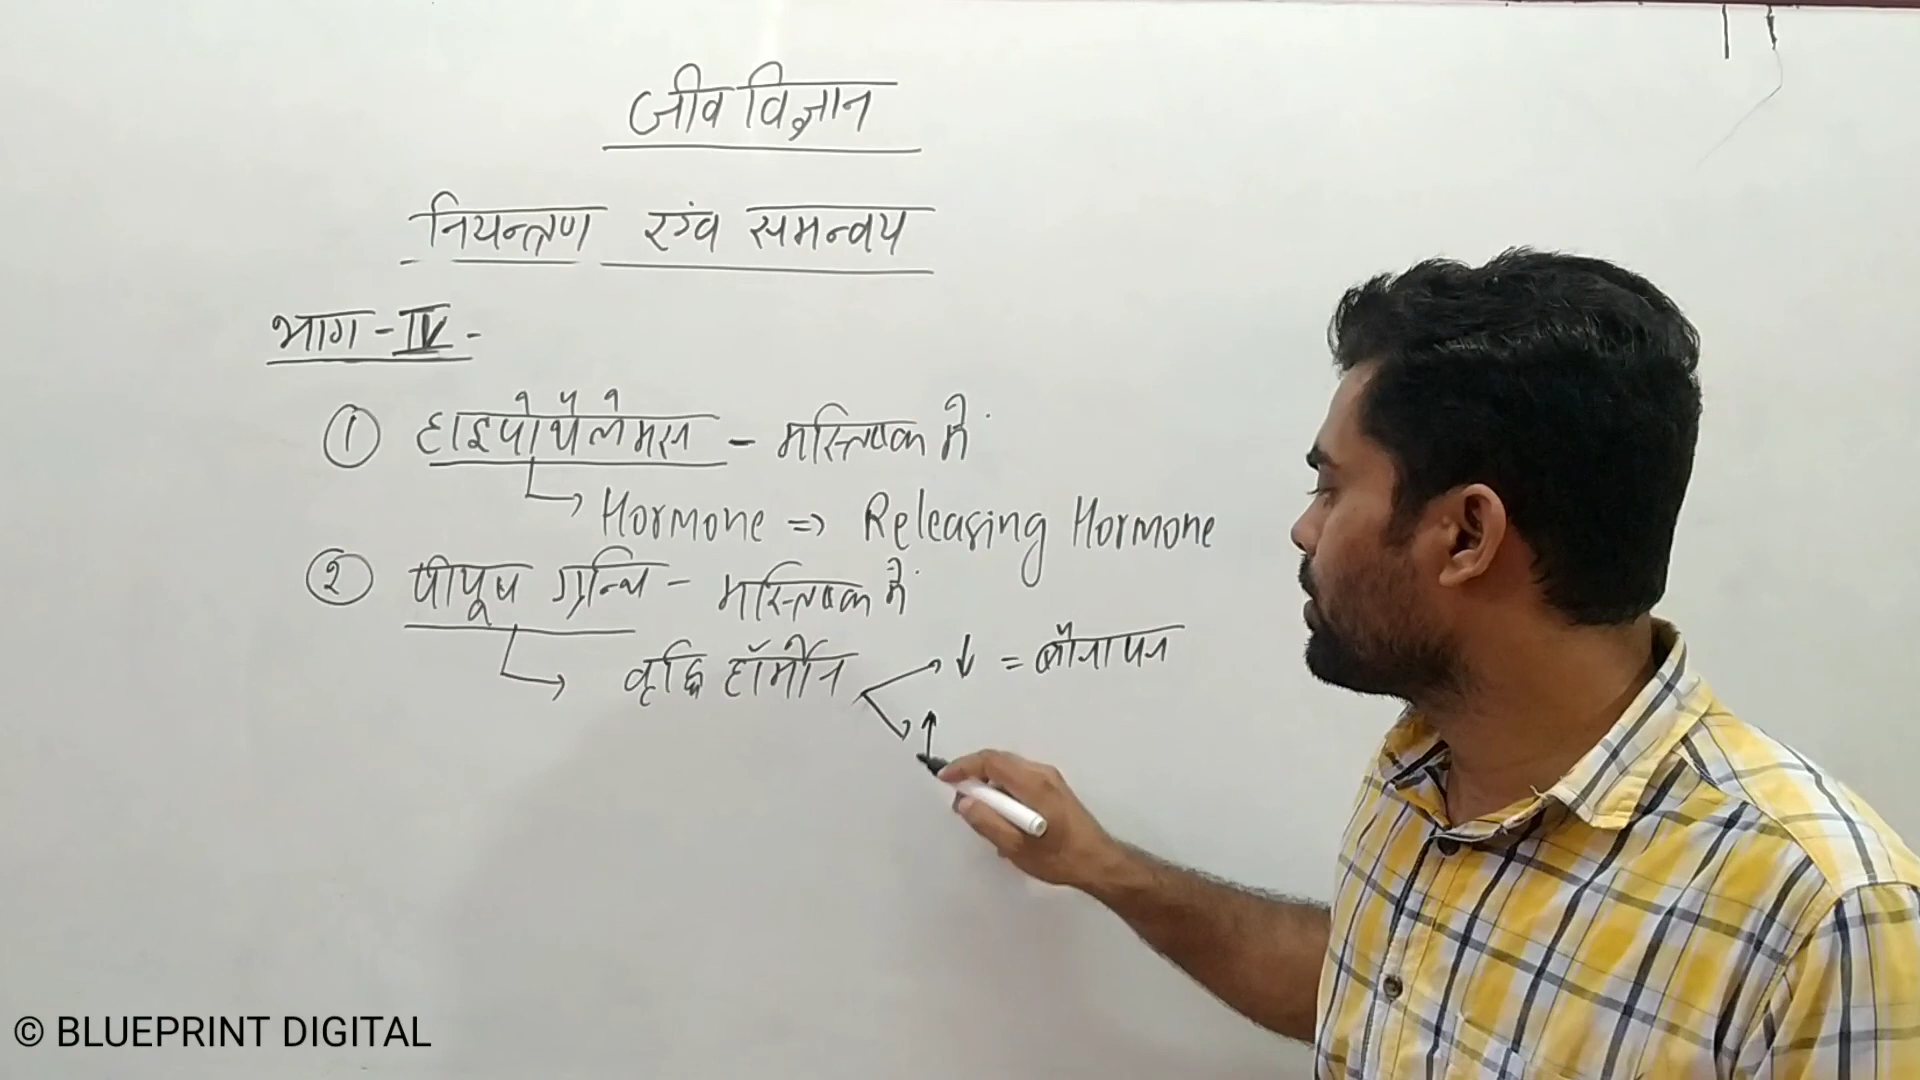 जीव विज्ञान
नियन्त्रण एवं समन्वय
भाग - IV -
① हाइपोथैलेमस - मस्तिष्क में
↳ Hormone => Releasing Hormone
② पीयूष ग्रन्थि - मस्तिष्क में
↳ वृद्धि हॉर्मोन ↓ = बौनापन
↑
© BLUEPRINT DIGITAL